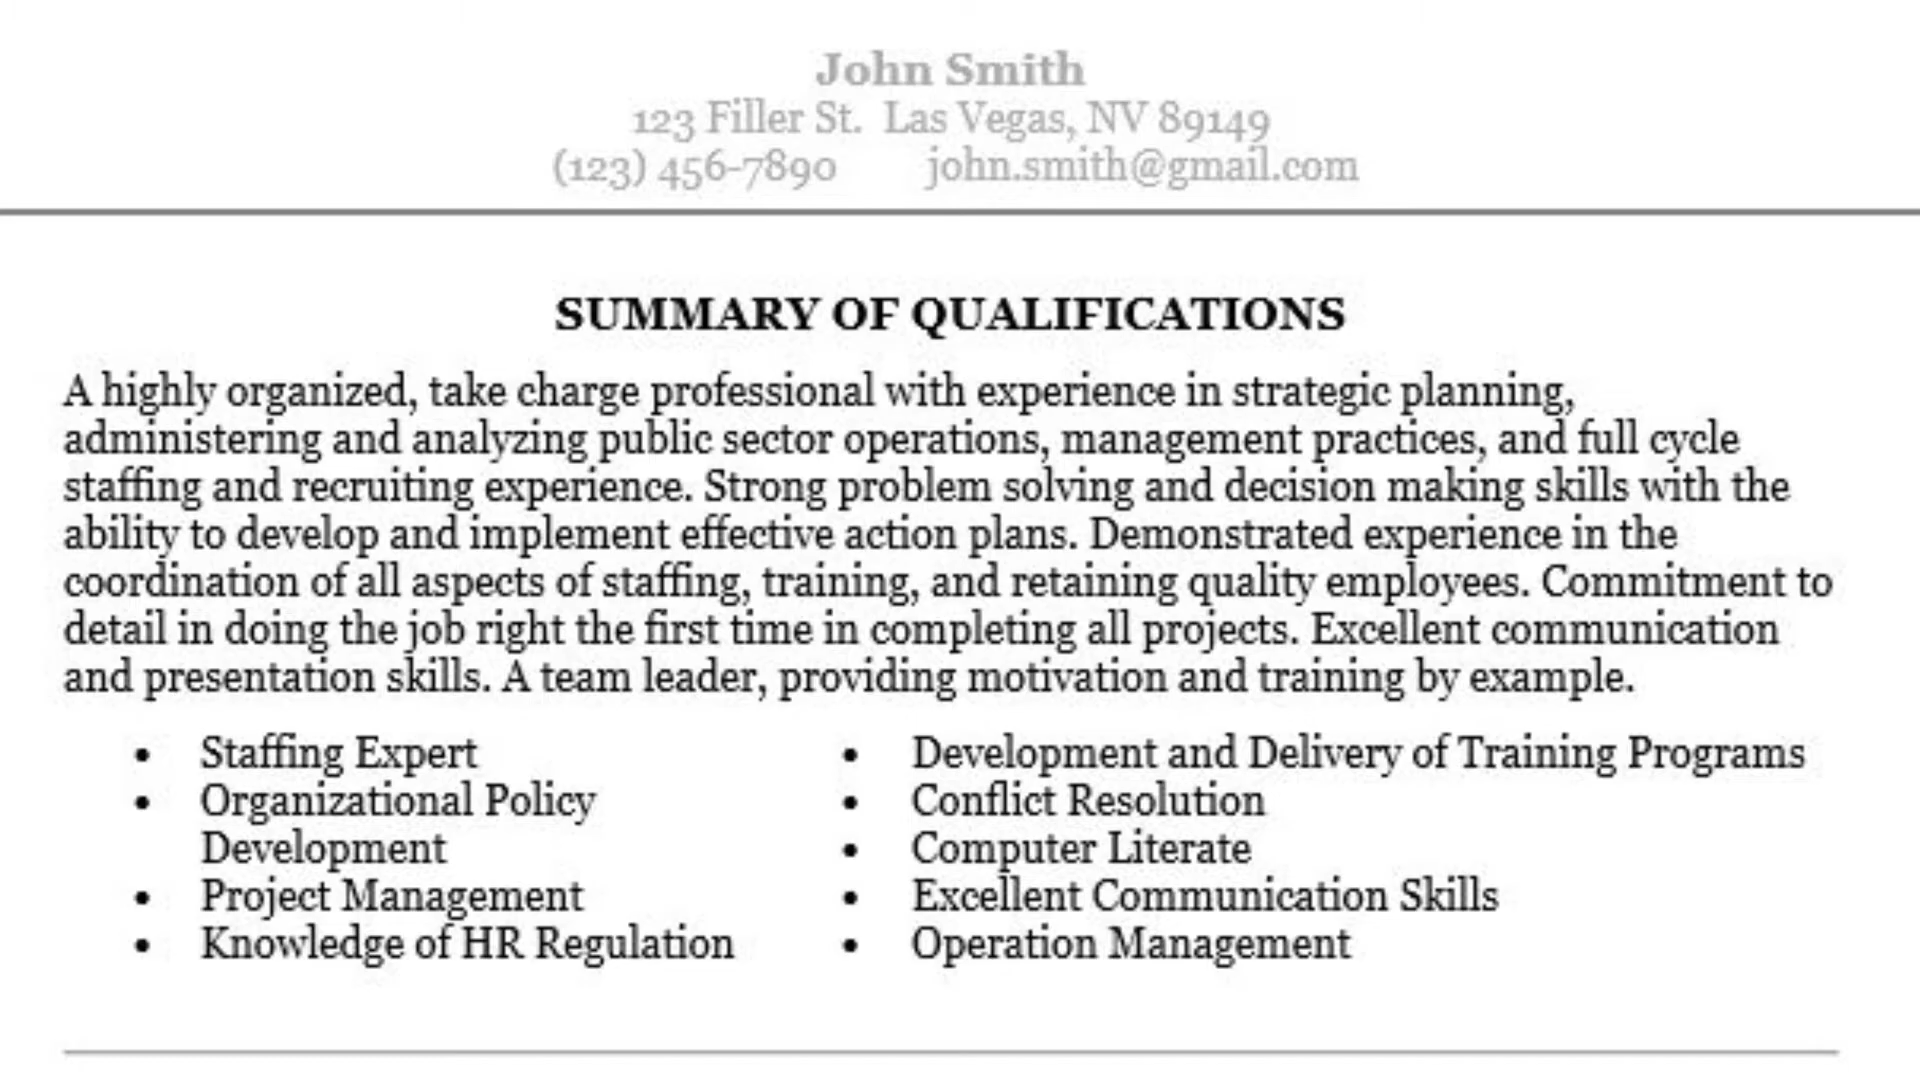 John Smith
123 Filler St.  Las Vegas, NV 89149
(123) 456-7890 john.smith@gmail.com
SUMMARY OF QUALIFICATIONS
A highly organized, take charge professional with experience in strategic planning,
administering and analyzing public sector operations, management practices, and full cycle
staffing and recruiting experience. Strong problem solving and decision making skills with the
ability to develop and implement effective action plans. Demonstrated experience in the
coordination of all aspects of staffing, training, and retaining quality employees. Commitment to
detail in doing the job right the first time in completing all projects. Excellent communication
and presentation skills. A team leader, providing motivation and training by example.
• Staffing Expert
• Organizational Policy
Development
• Project Management
• Knowledge of HR Regulation
• Development and Delivery of Training Programs
• Conflict Resolution
• Computer Literate
• Excellent Communication Skills
• Operation Management